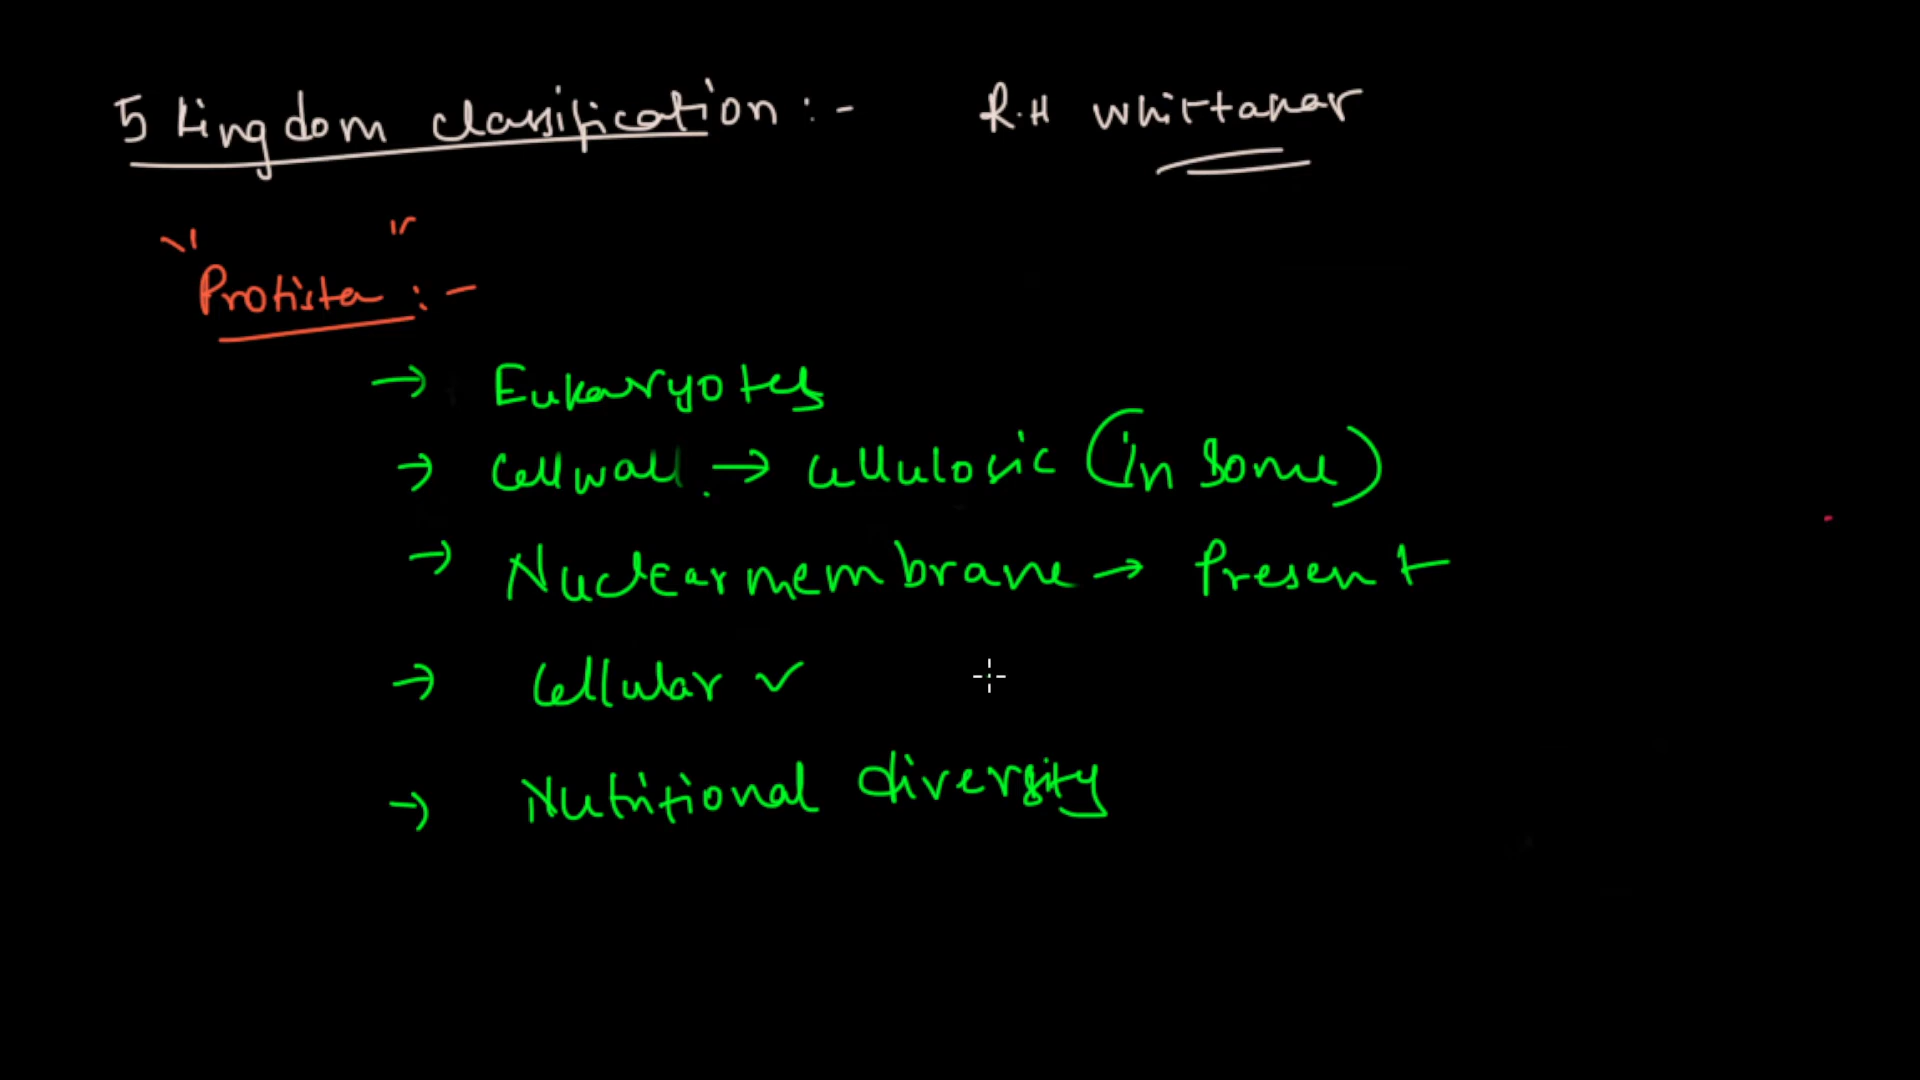 5 kingdom classification :- R.H Whittaker
"Protista" :-
→ Eukaryotes
→ Cellwall → Cellulosic (in some)
→ Nuclear membrane → Present
→ Cellular ✓
→ Nutritional diversity